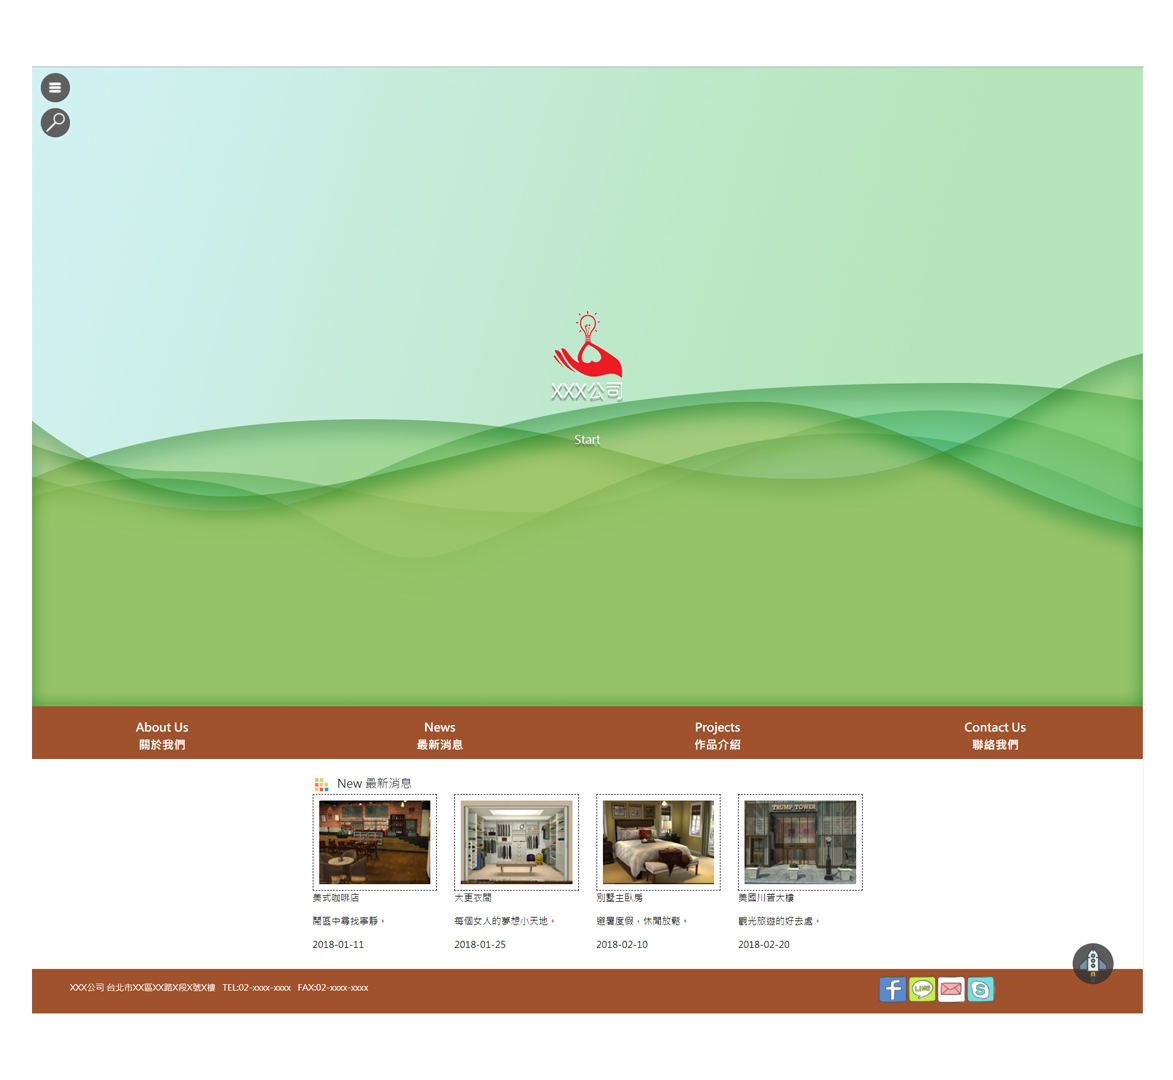 XXX公司
Start
About Us
關於我們
News
最新消息
Projects
作品介紹
Contact Us
聯絡我們
New 最新消息
TRUMP TOWER
美式咖啡店
大更衣間
別墅主臥房
美國川普大樓
鬧區中尋找寧靜。
每個女人的夢想小天地。
避暑度假，休閒放鬆。
觀光旅遊的好去處。
2018-01-11
2018-01-25
2018-02-10
2018-02-20
XXX公司 台北市XX區XX路X段X號X樓 TEL:02-xxxx-xxxx FAX:02-xxxx-xxxx
LINE